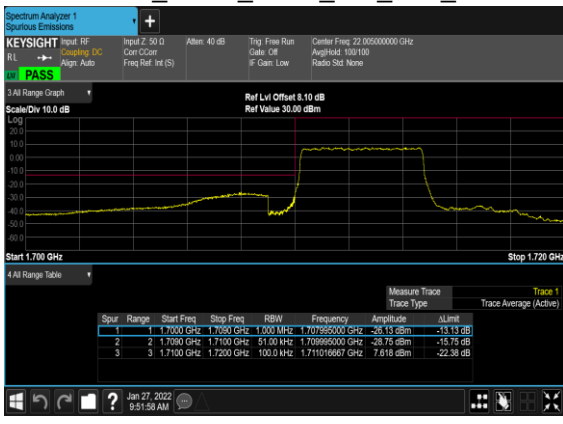 Spectrum Analyzer 1
Spurious Emissions
+
KEYSIGHT Input: RF Input Z: 50 Ω Atten: 40 dB Trig: Free Run Center Freq: 22.005000000 GHz
RL Coupling: DC Corr CCorr Gate: Off Avg|Hold: 100/100
Align: Auto Freq Ref: Int (S) IF Gain: Low Radio Std: None
PASS
3 All Range Graph Ref Lvl Offset 8.10 dB
Scale/Div 10.0 dB Ref Value 30.00 dBm
Log
20.0
10.0
0.00
-10.0
-20.0
-30.0
-40.0
-50.0
-60.0
Start 1.700 GHz Stop 1.720 GHz
4 All Range Table
Measure Trace Trace 1
Trace Type Trace Average (Active)
Spur Range Start Freq Stop Freq RBW Frequency Amplitude ΔLimit
1 1 1.7000 GHz 1.7090 GHz 1.000 MHz 1.707995000 GHz -26.13 dBm -13.13 dB
2 2 1.7090 GHz 1.7100 GHz 51.00 kHz 1.709995000 GHz -28.75 dBm -15.75 dB
3 3 1.7100 GHz 1.7200 GHz 100.0 kHz 1.711016667 GHz 7.618 dBm -22.38 dB
? Jan 27, 2022
9:51:58 AM